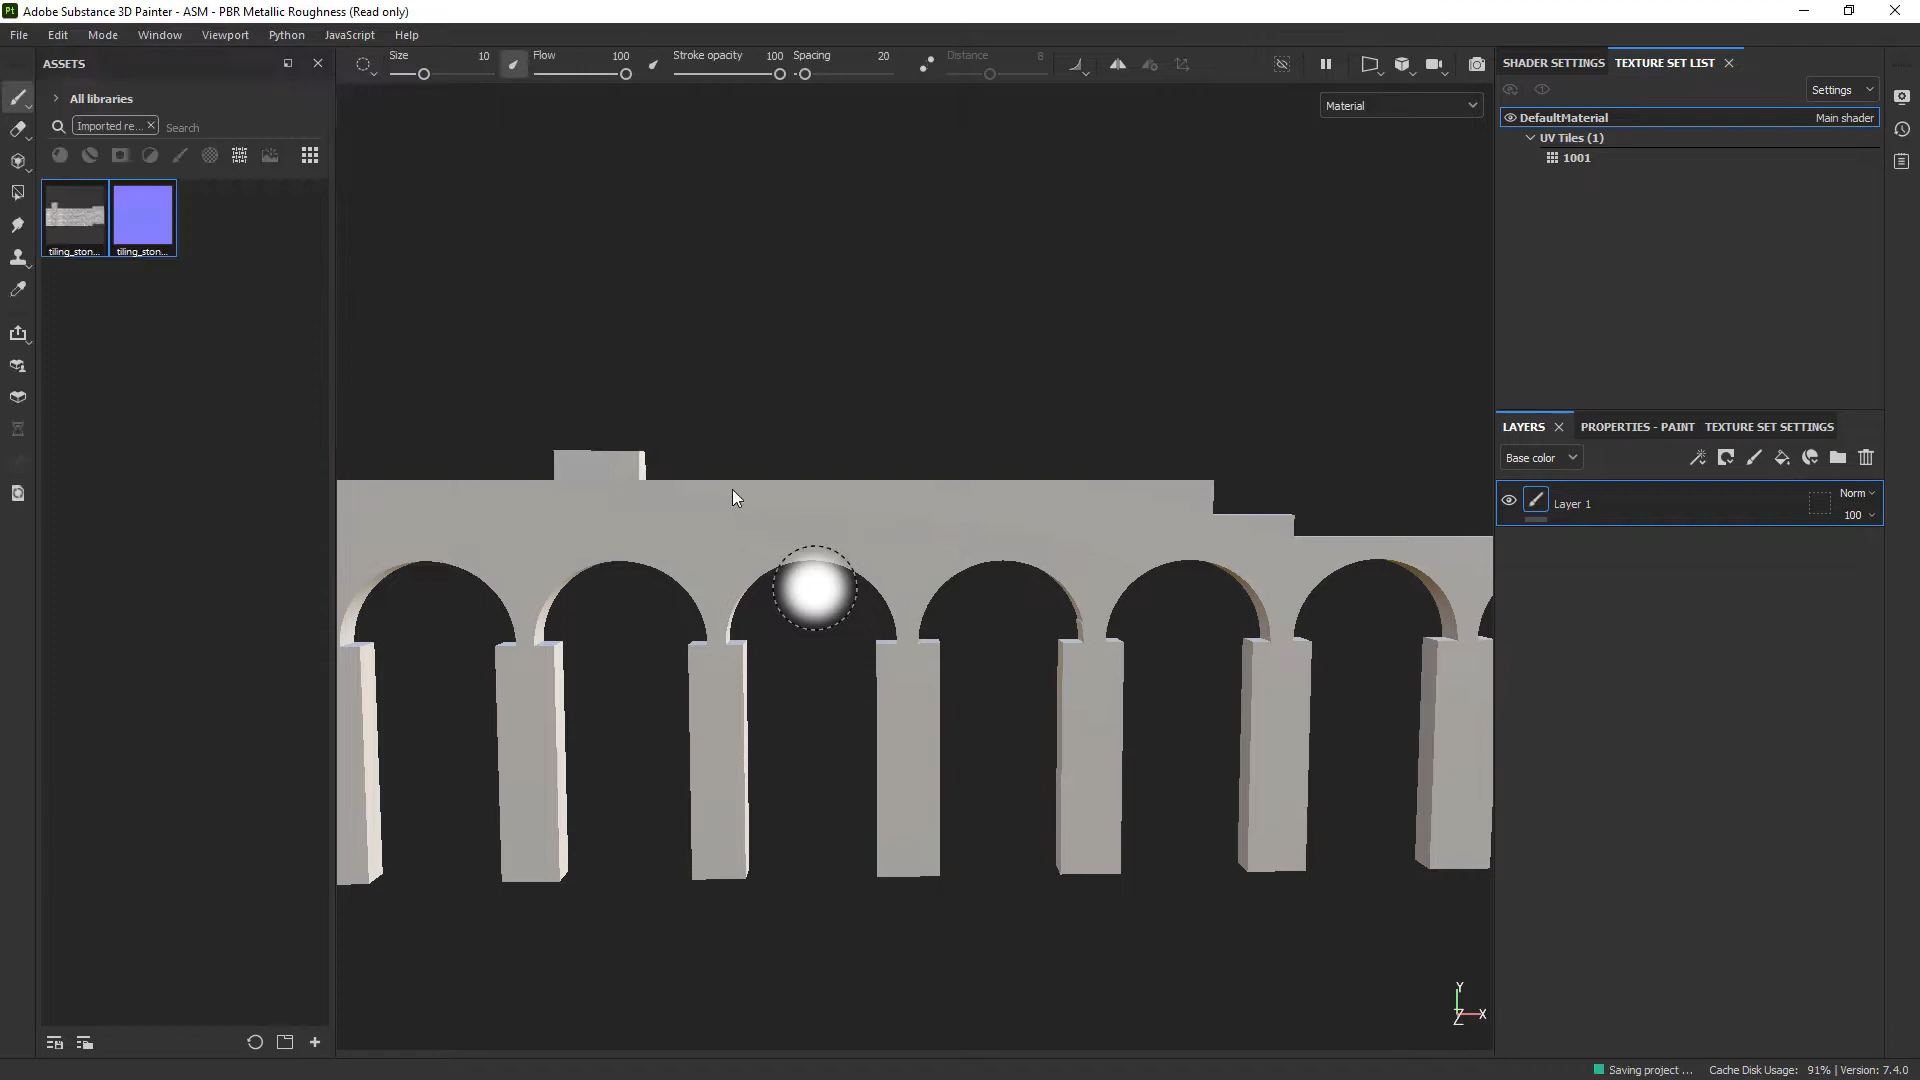 Pt Adobe Substance 3D Painter - ASM - PBR Metallic Roughness (Read only)
File Edit Mode Window Viewport Python JavaScript Help
ASSETS
All libraries
Imported re... Search
tiling_ston... tiling_ston...
Size 10 Flow 100 Stroke opacity 100 Spacing 20 Distance 8
Material
Y
Z X
SHADER SETTINGS TEXTURE SET LIST
Settings
DefaultMaterial Main shader
UV Tiles (1)
1001
LAYERS PROPERTIES - PAINT TEXTURE SET SETTINGS
Base color
Layer 1 Norm
100
Saving project ... Cache Disk Usage: 91% | Version: 7.4.0